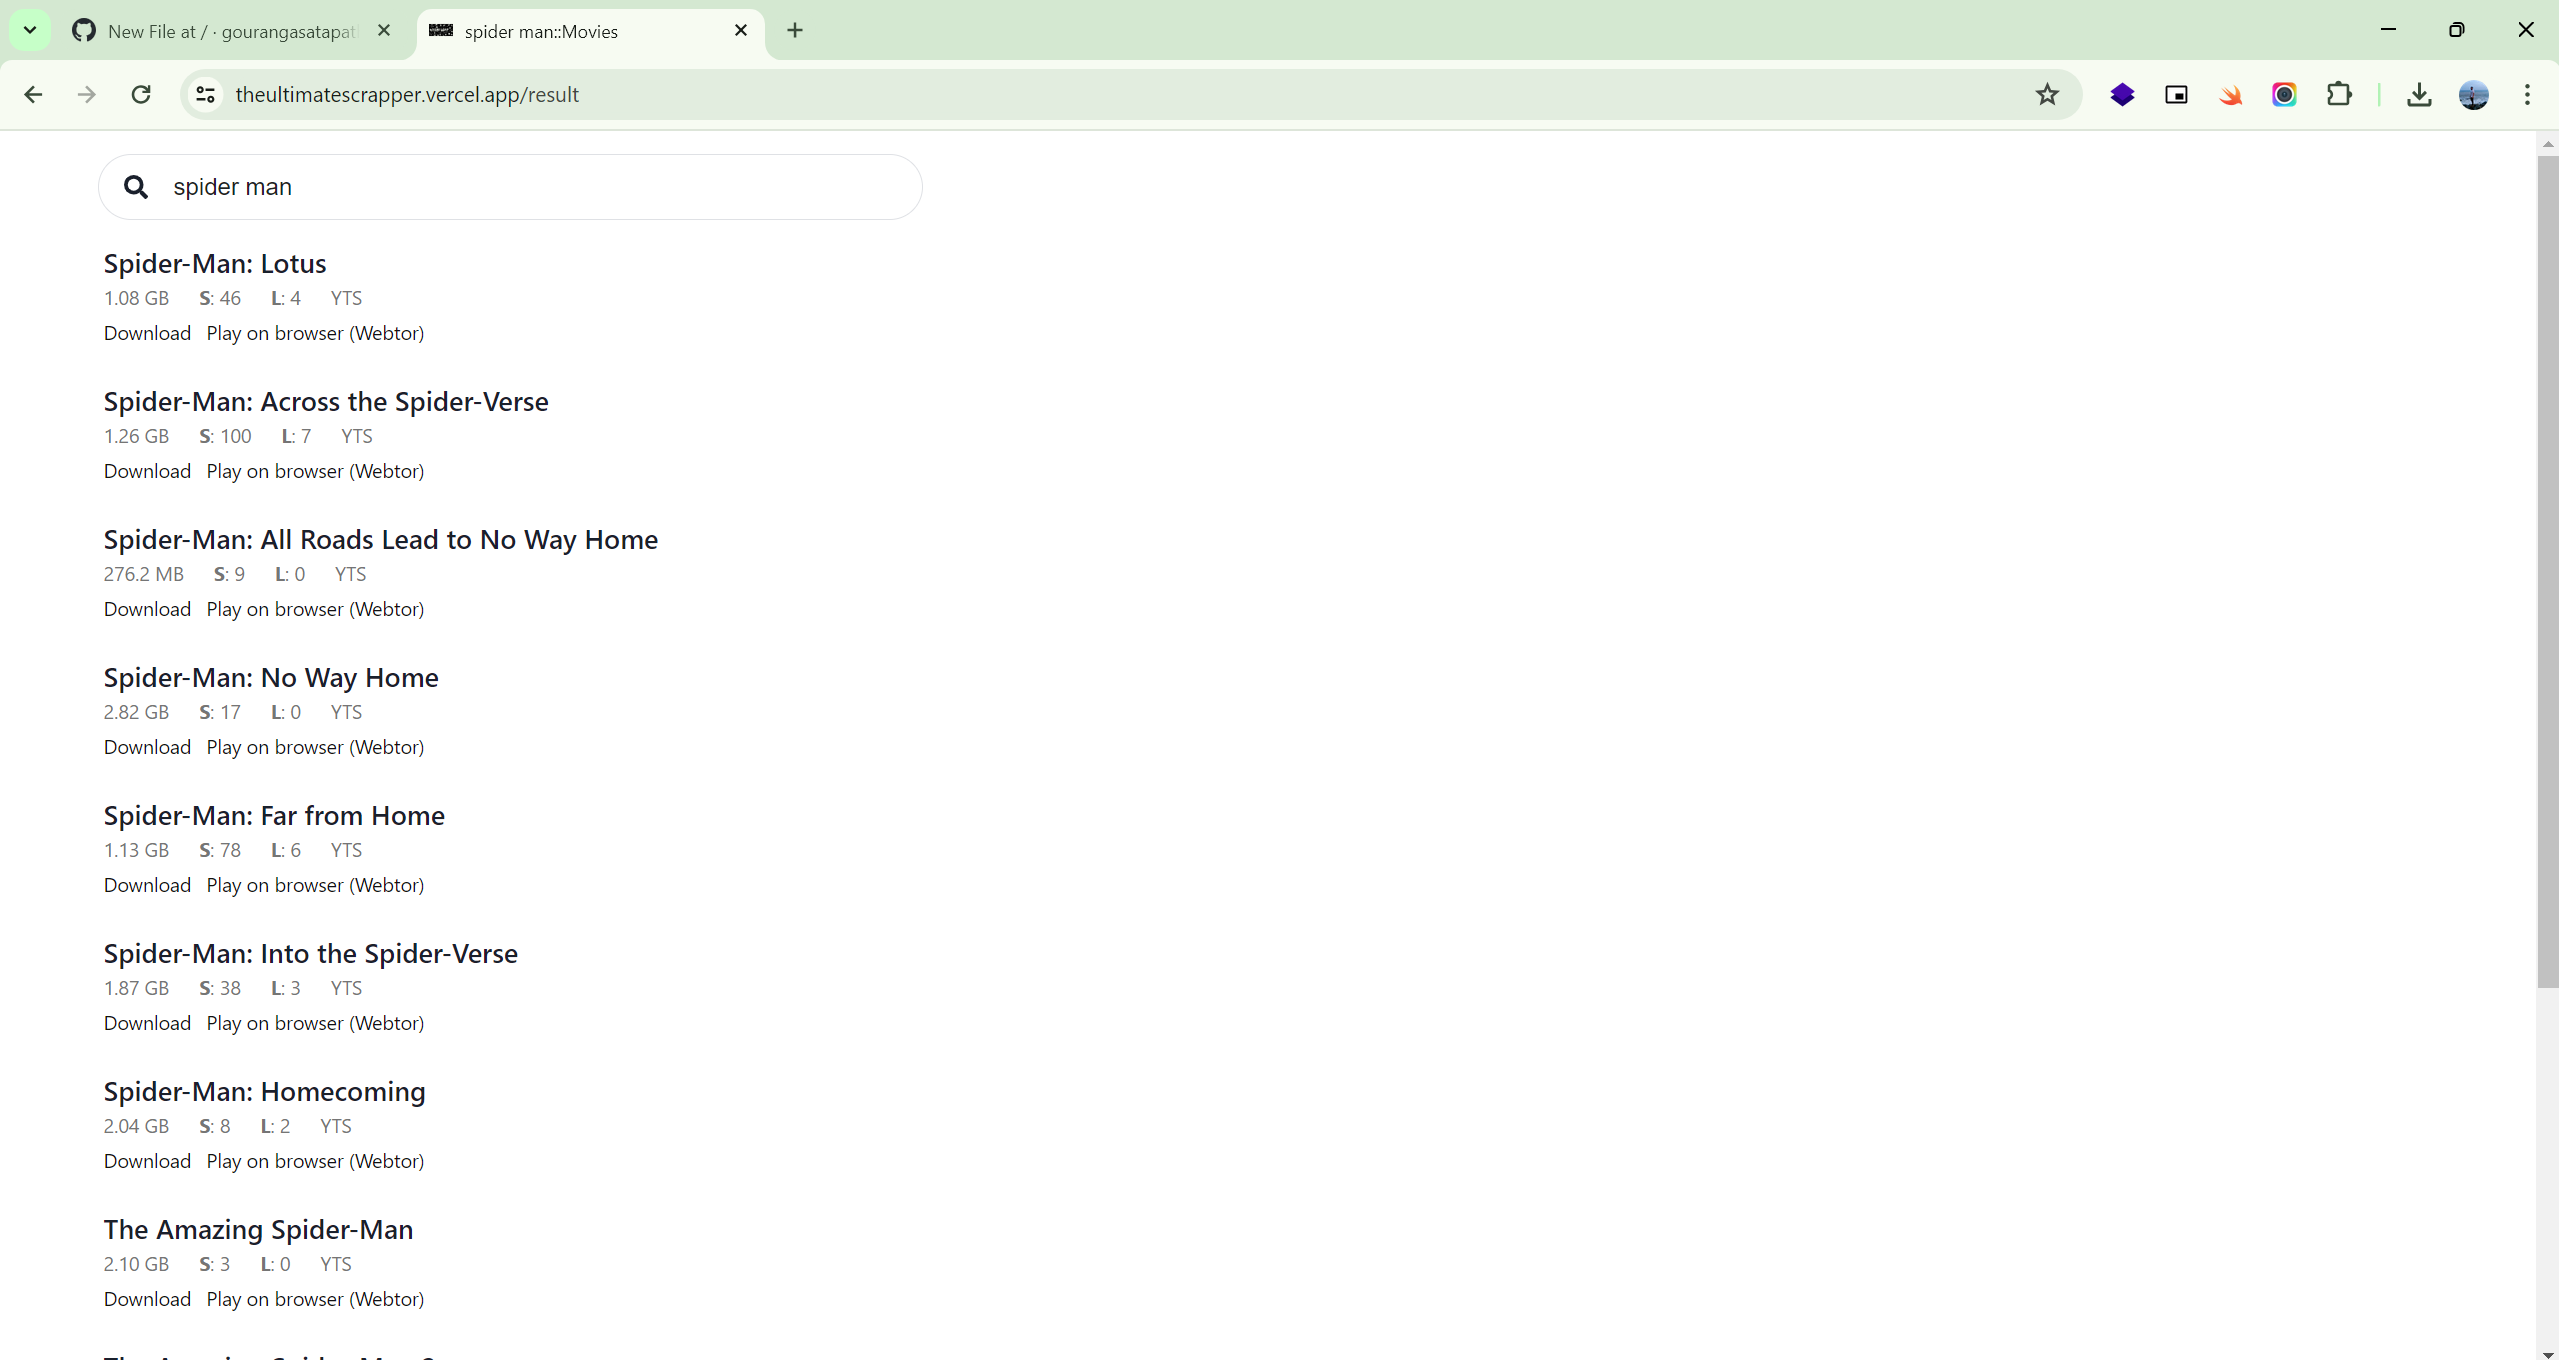 New File at / · gourangasatapat
spider man::Movies
theultimatescrapper.vercel.app/result
spider man
Spider-Man: Lotus
1.08 GB S: 46 L: 4 YTS
Download Play on browser (Webtor)
Spider-Man: Across the Spider-Verse
1.26 GB S: 100 L: 7 YTS
Download Play on browser (Webtor)
Spider-Man: All Roads Lead to No Way Home
276.2 MB S: 9 L: 0 YTS
Download Play on browser (Webtor)
Spider-Man: No Way Home
2.82 GB S: 17 L: 0 YTS
Download Play on browser (Webtor)
Spider-Man: Far from Home
1.13 GB S: 78 L: 6 YTS
Download Play on browser (Webtor)
Spider-Man: Into the Spider-Verse
1.87 GB S: 38 L: 3 YTS
Download Play on browser (Webtor)
Spider-Man: Homecoming
2.04 GB S: 8 L: 2 YTS
Download Play on browser (Webtor)
The Amazing Spider-Man
2.10 GB S: 3 L: 0 YTS
Download Play on browser (Webtor)